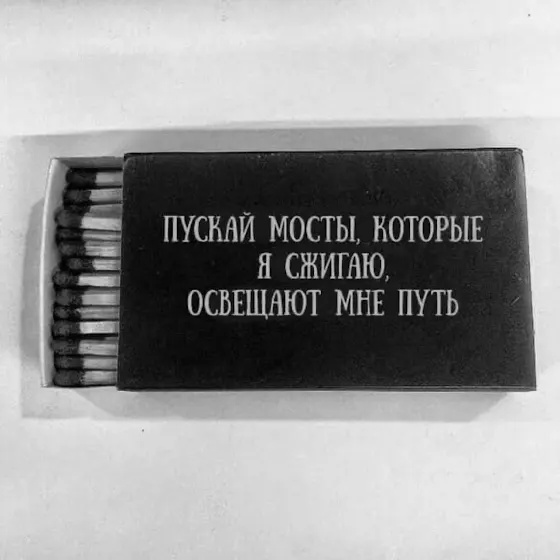 ПУСКАЙ МОСТЫ, КОТОРЫЕ
Я СЖИГАЮ,
ОСВЕЩАЮТ МНЕ ПУТЬ